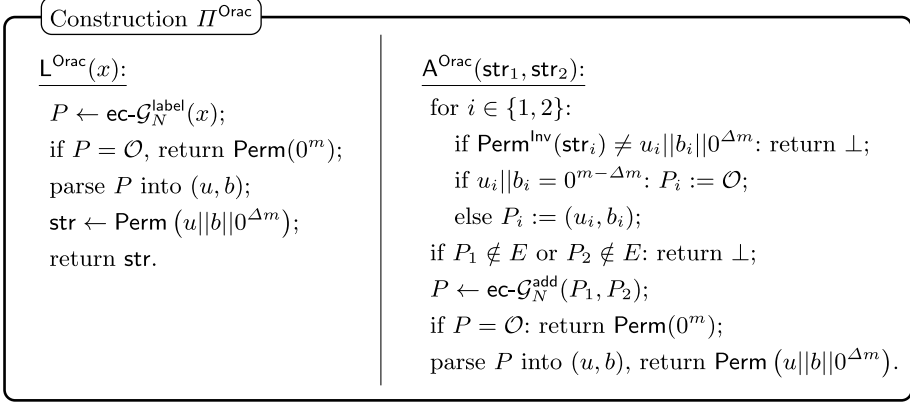 Construction Π^Orac
L^Orac(x):
P ← ec-𝒢_N^label(x);
if P = 𝒪, return Perm(0^m);
parse P into (u, b);
str ← Perm (u||b||0^Δm);
return str.
A^Orac(str_1, str_2):
for i ∈ {1, 2}:
if Perm^Inv(str_i) ≠ u_i||b_i||0^Δm: return ⊥;
if u_i||b_i = 0^{m−Δm}: P_i := 𝒪;
else P_i := (u_i, b_i);
if P_1 ∉ E or P_2 ∉ E: return ⊥;
P ← ec-𝒢_N^add(P_1, P_2);
if P = 𝒪: return Perm(0^m);
parse P into (u, b), return Perm (u||b||0^Δm).